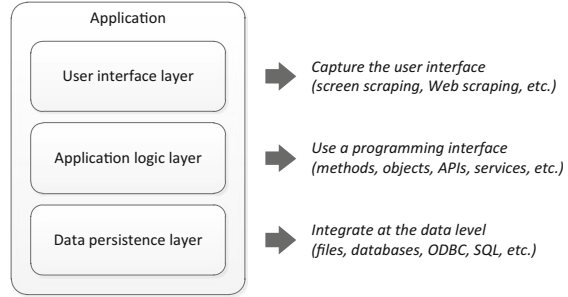 Application
User interface layer
Capture the user interface
(screen scraping, Web scraping, etc.)
Application logic layer
Use a programming interface
(methods, objects, APIs, services, etc.)
Data persistence layer
Integrate at the data level
(files, databases, ODBC, SQL, etc.)